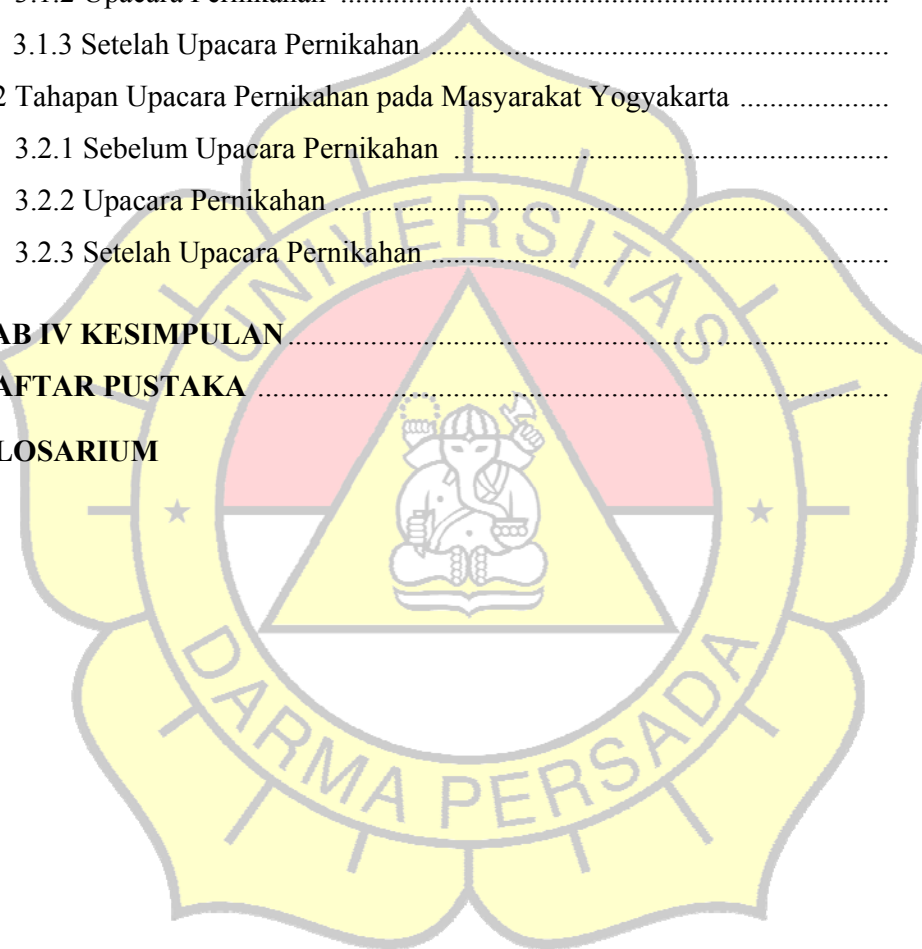 3.1.2 Upacara Pernikahan ................................................................................
3.1.3 Setelah Upacara Pernikahan ..................................................................
2 Tahapan Upacara Pernikahan pada Masyarakat Yogyakarta .....................
3.2.1 Sebelum Upacara Pernikahan ...............................................................
3.2.2 Upacara Pernikahan ................................................................................
3.2.3 Setelah Upacara Pernikahan ..................................................................
AB IV KESIMPULAN .......................................................................................
AFTAR PUSTAKA ...........................................................................................
LOSARIUM
UNIVERSITAS
DARMA PERSADA